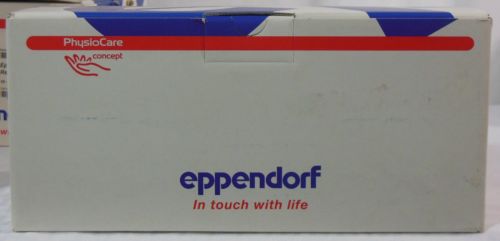 PhysioCare
concept
eppendorf
In touch with life